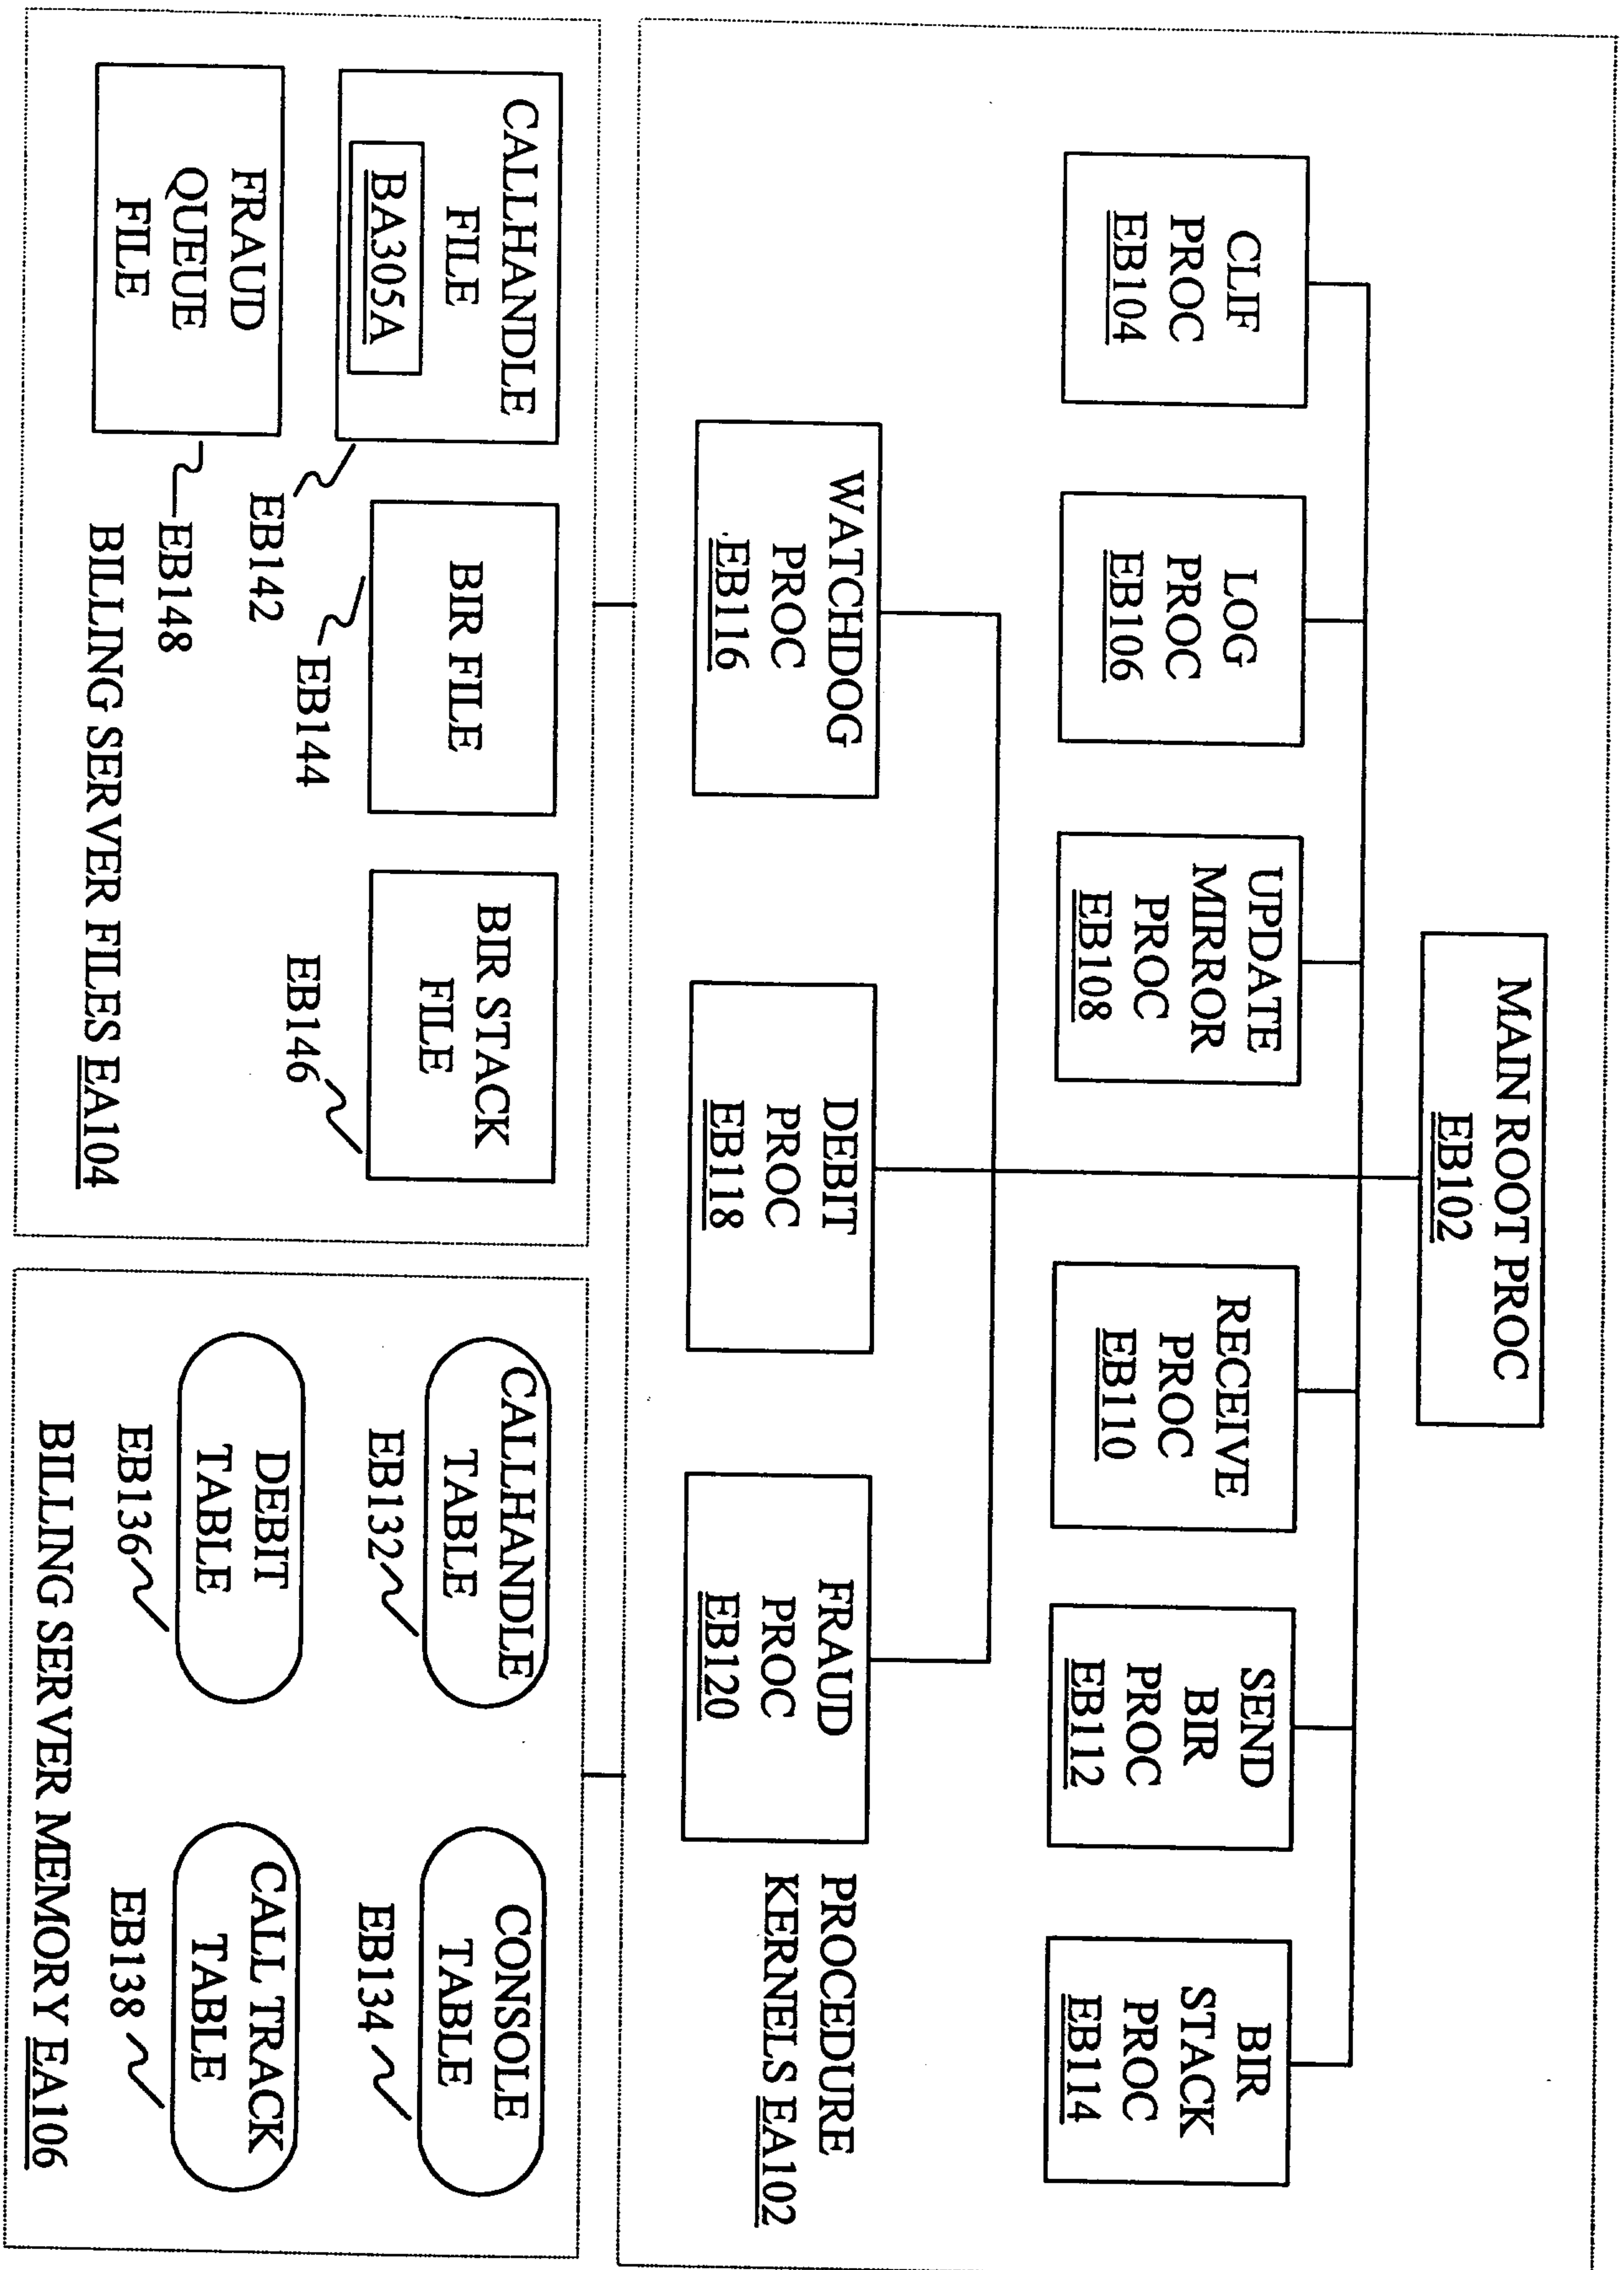 MAIN ROOT PROC
EB102
CLIF
PROC
EB104
LOG
PROC
EB106
UPDATE
MIRROR
PROC
EB108
RECEIVE
PROC
EB110
SEND
BIR
PROC
EB112
BIR
STACK
PROC
EB114
WATCHDOG
PROC
EB116
DEBIT
PROC
EB118
FRAUD
PROC
EB120
PROCEDURE
KERNELS EA102
CALLHANDLE
FILE
BA305A
EB142
BIR FILE
EB144
BIR STACK
FILE
EB146
FRAUD
QUEUE
FILE
EB148
BILLING SERVER FILES EA104
CALLHANDLE
TABLE
EB132
CONSOLE
TABLE
EB134
DEBIT
TABLE
EB136
CALL TRACK
TABLE
EB138
BILLING SERVER MEMORY EA106